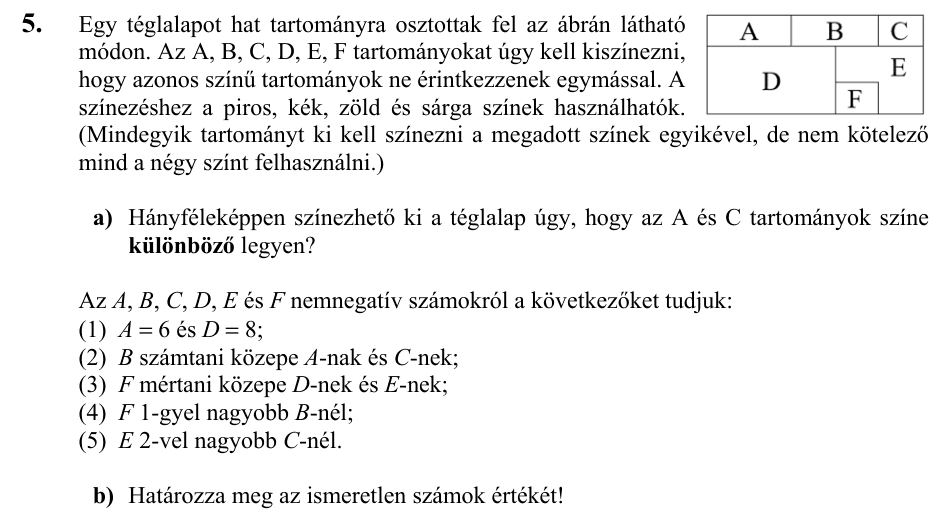 5. Egy téglalapot hat tartományra osztottak fel az ábrán látható
módon. Az A, B, C, D, E, F tartományokat úgy kell kiszínezni,
hogy azonos színű tartományok ne érintkezzenek egymással. A
színezéshez a piros, kék, zöld és sárga színek használhatók.
(Mindegyik tartományt ki kell színezni a megadott színek egyikével, de nem kötelező
mind a négy színt felhasználni.)
A B C
D E
F
a) Hányféleképpen színezhető ki a téglalap úgy, hogy az A és C tartományok színe
különböző legyen?
Az A, B, C, D, E és F nemnegatív számokról a következőket tudjuk:
(1) A = 6 és D = 8;
(2) B számtani közepe A-nak és C-nek;
(3) F mértani közepe D-nek és E-nek;
(4) F 1-gyel nagyobb B-nél;
(5) E 2-vel nagyobb C-nél.
b) Határozza meg az ismeretlen számok értékét!